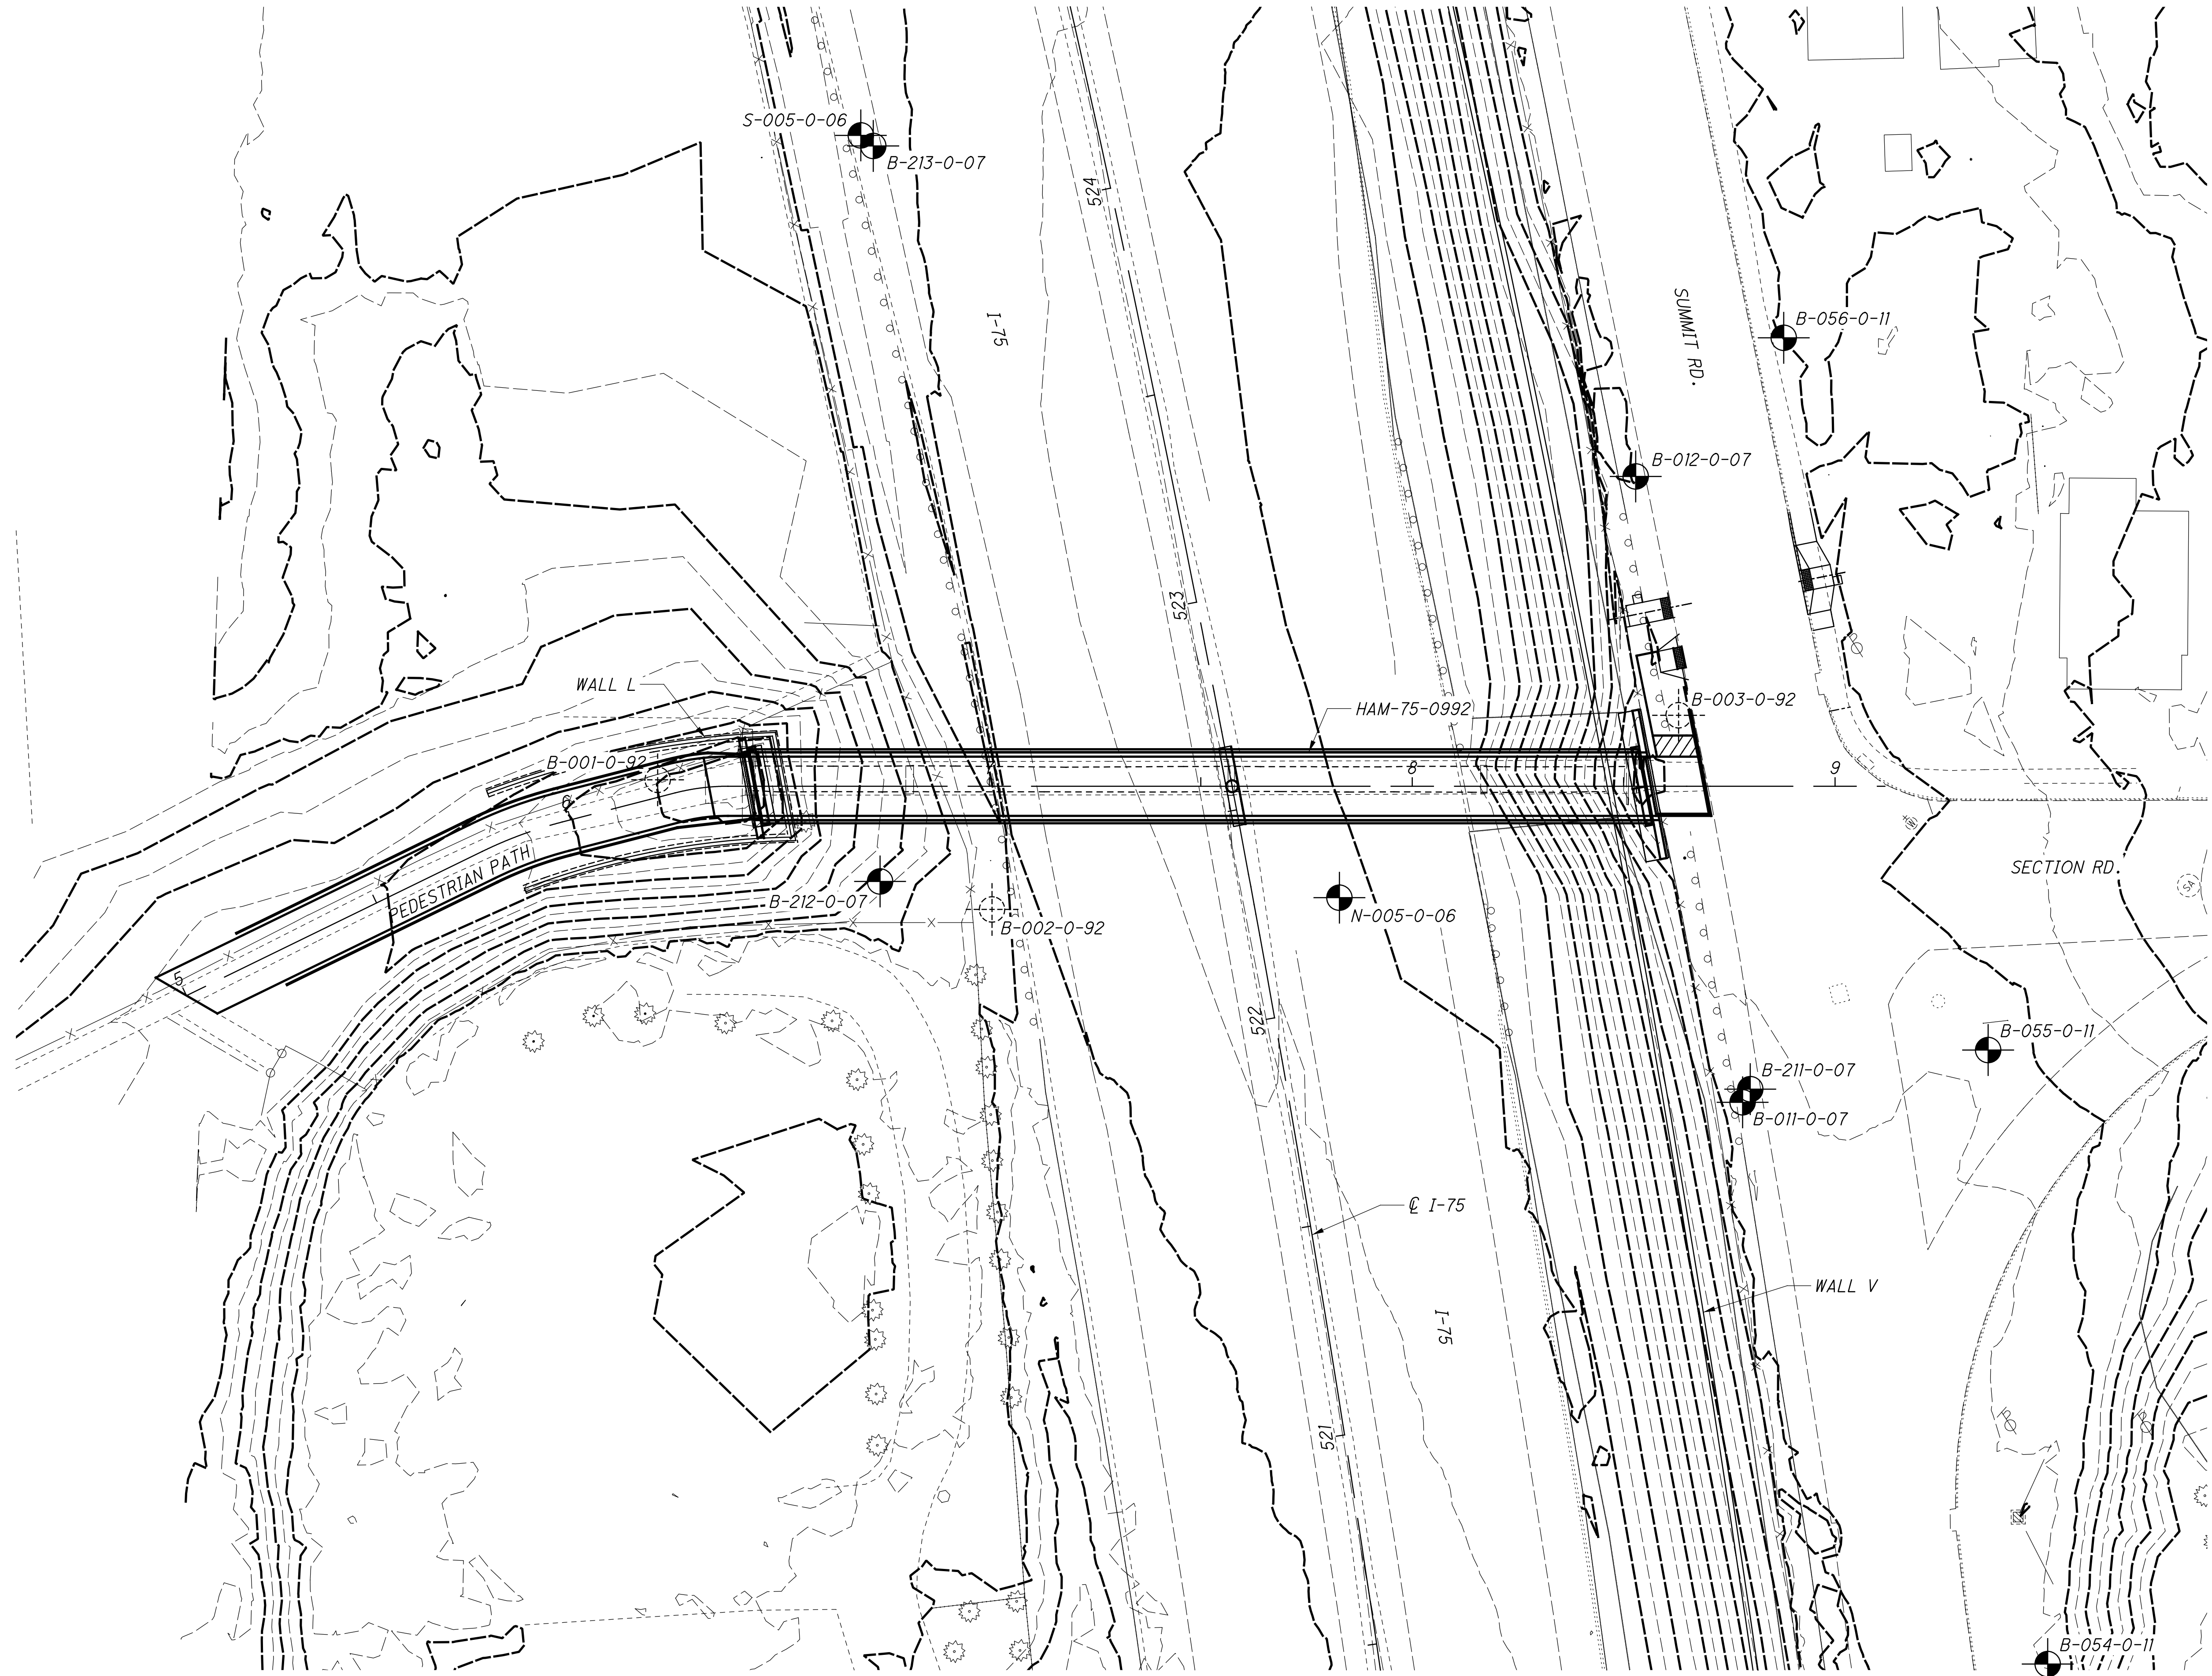 S-005-0-06
B-213-0-07
524
I-75
SUMMIT RD.
B-056-0-11
B-012-0-07
523
WALL L
HAM-75-0992
B-003-0-92
B-001-0-92
8
9
6
PEDESTRIAN PATH
SECTION RD.
B-212-0-07
N-005-0-06
B-002-0-92
SA
W
5
522
B-055-0-11
B-211-0-07
B-011-0-07
℄ I-75
WALL V
I-75
521
B-054-0-11